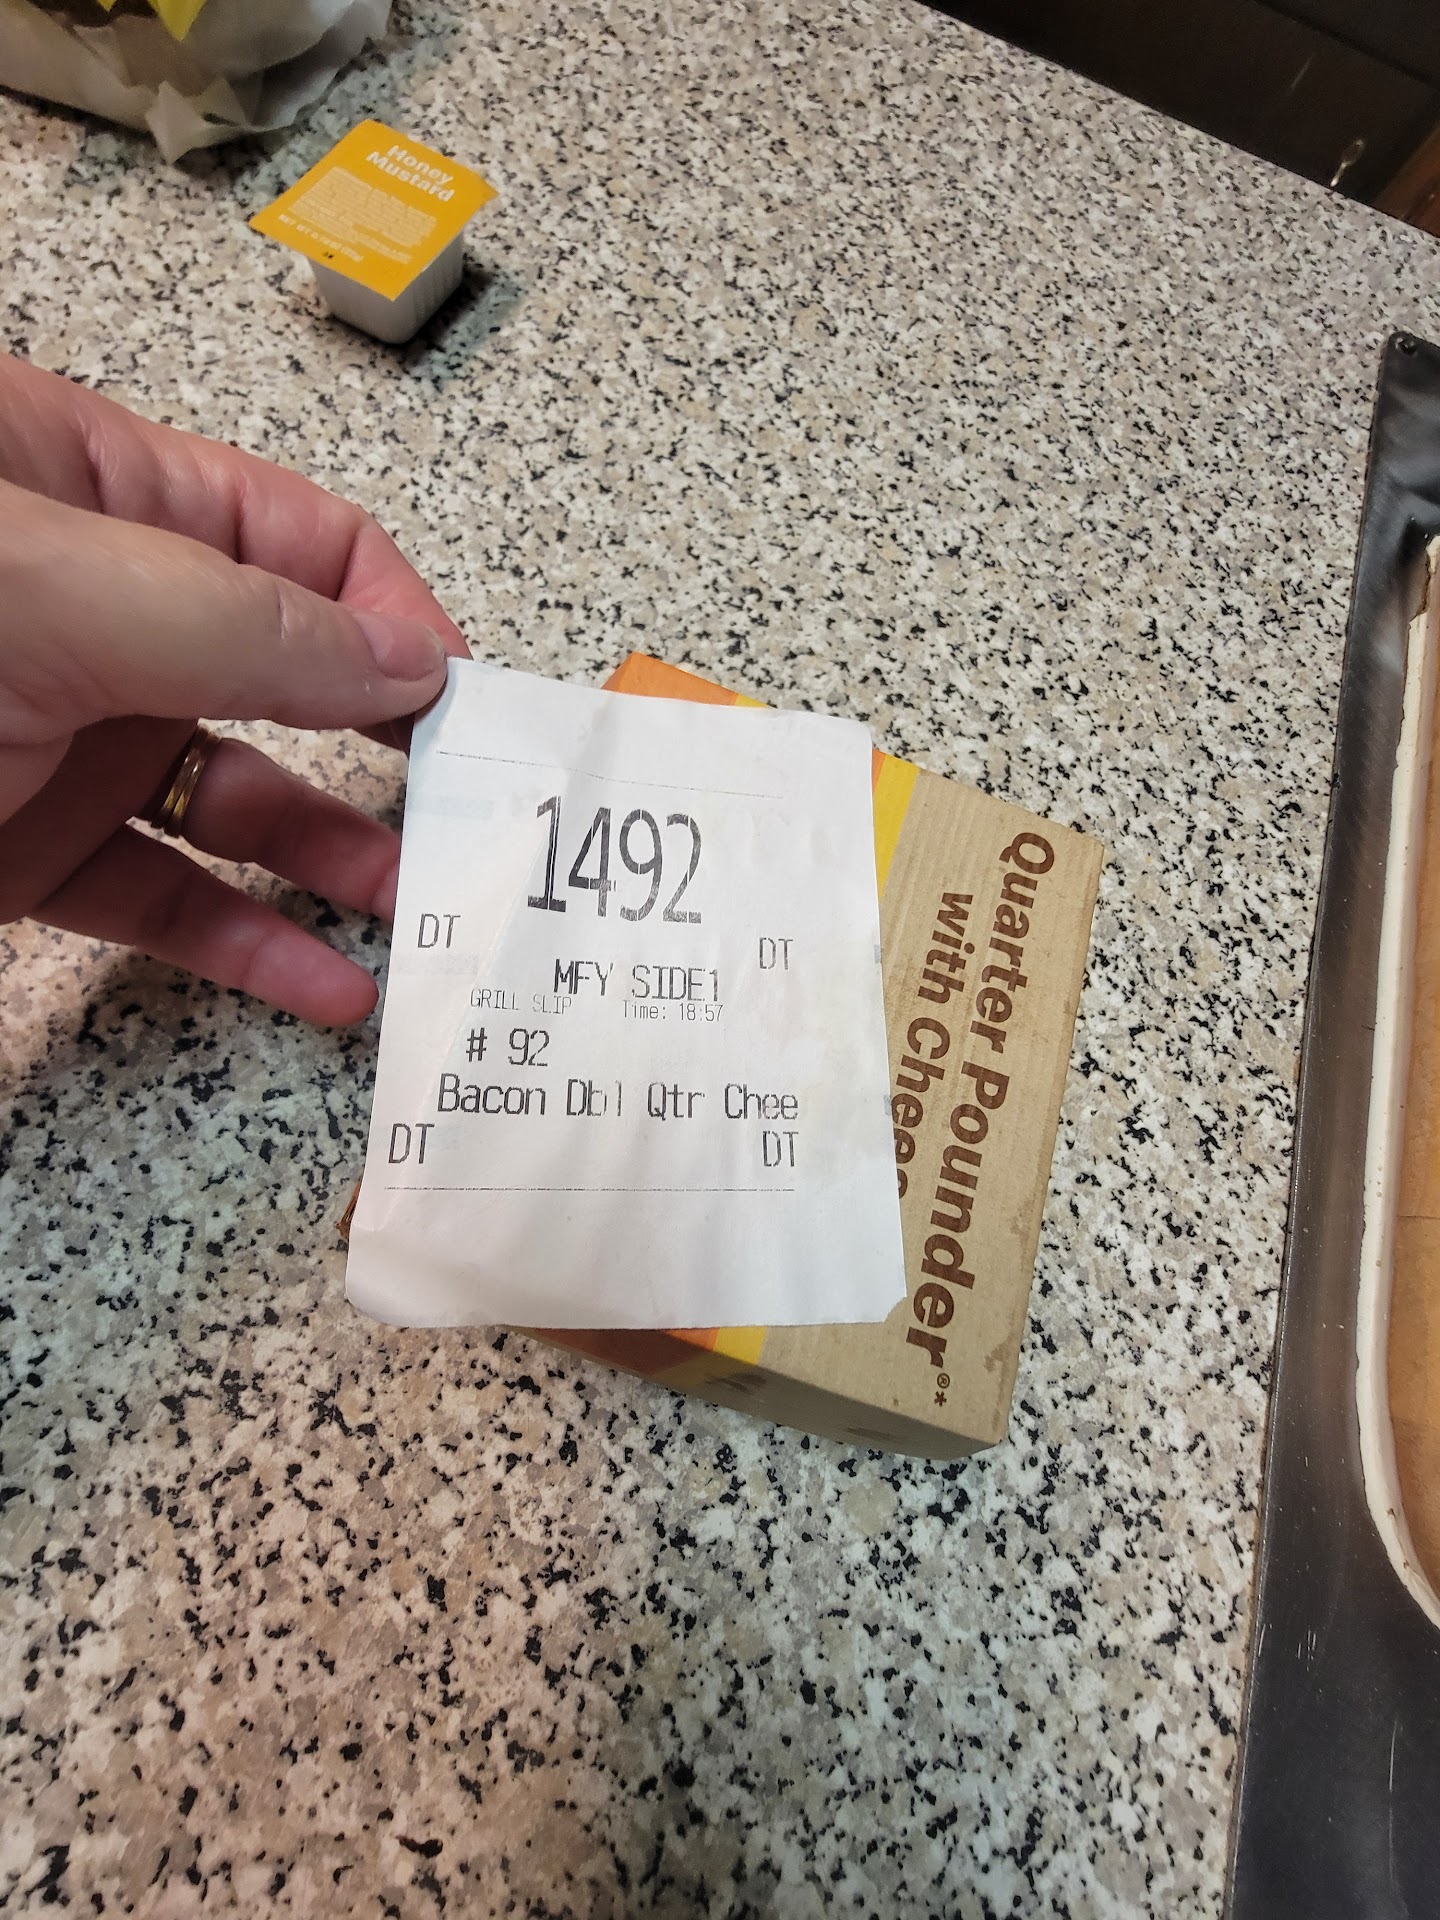 Honey
Mustard
1492
DT DT
MFY SIDE1
GRILL SLIP Time: 18:57
# 92
Bacon Dbl Qtr Chee
DT DT
Quarter Pounder®*
with Chee